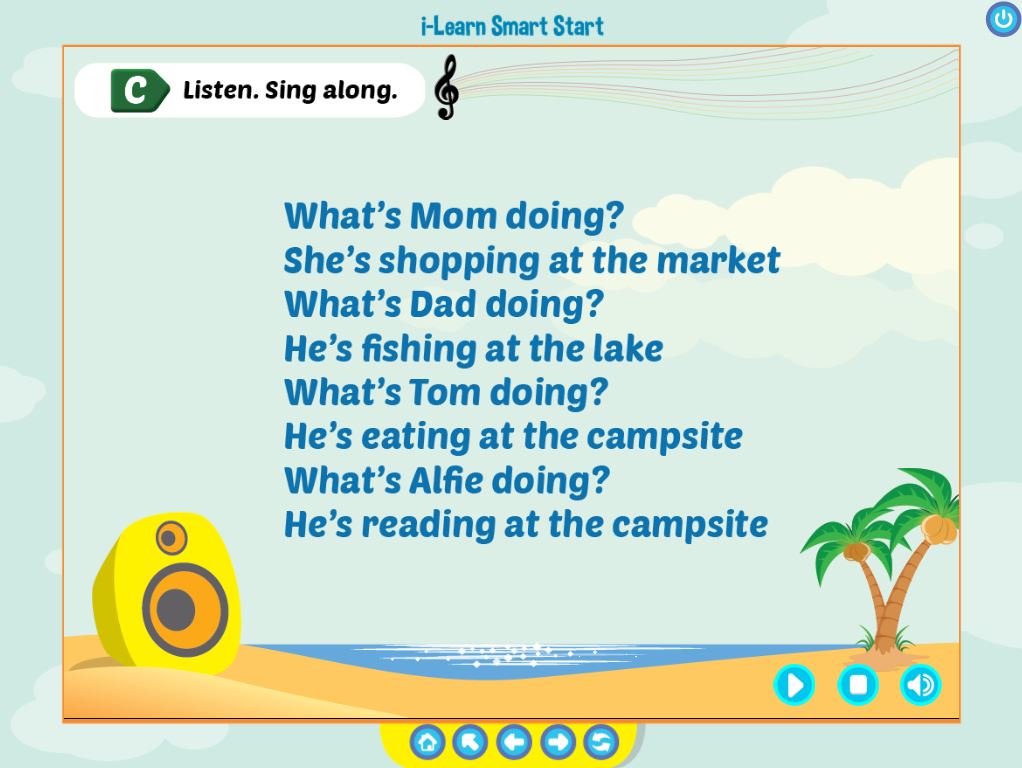 i-Learn Smart Start
C Listen. Sing along.
What's Mom doing?
She's shopping at the market
What's Dad doing?
He's fishing at the lake
What's Tom doing?
He's eating at the campsite
What's Alfie doing?
He's reading at the campsite